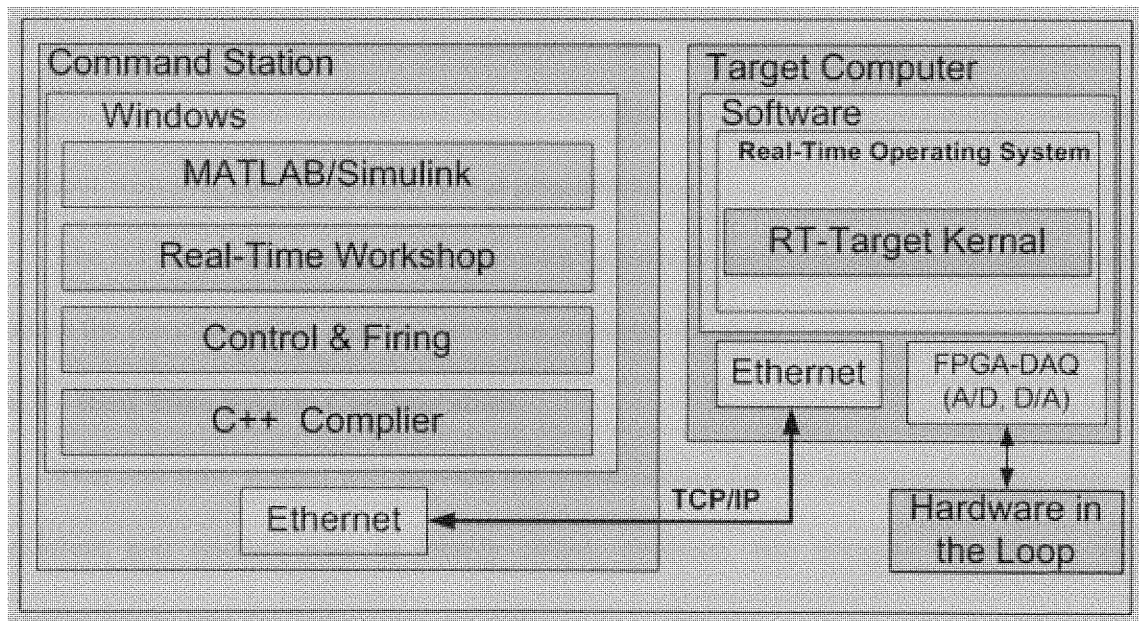 Command Station
Windows
MATLAB/Simulink
Real-Time Workshop
Control & Firing
C++ Complier
Ethernet
TCP/IP
Target Computer
Software
Real-Time Operating System
RT-Target Kernal
Ethernet
FPGA-DAQ
(A/D, D/A)
Hardware in
the Loop